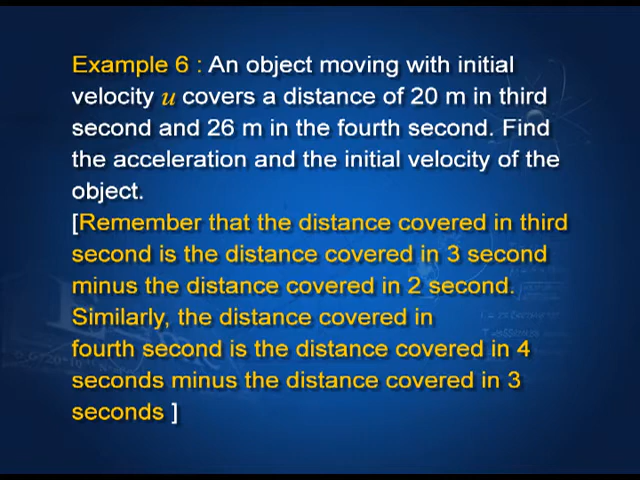 Example 6 : An object moving with initial
velocity u covers a distance of 20 m in third
second and 26 m in the fourth second. Find
the acceleration and the initial velocity of the
object.
[Remember that the distance covered in third
second is the distance covered in 3 second
minus the distance covered in 2 second.
Similarly, the distance covered in
fourth second is the distance covered in 4
seconds minus the distance covered in 3
seconds ]